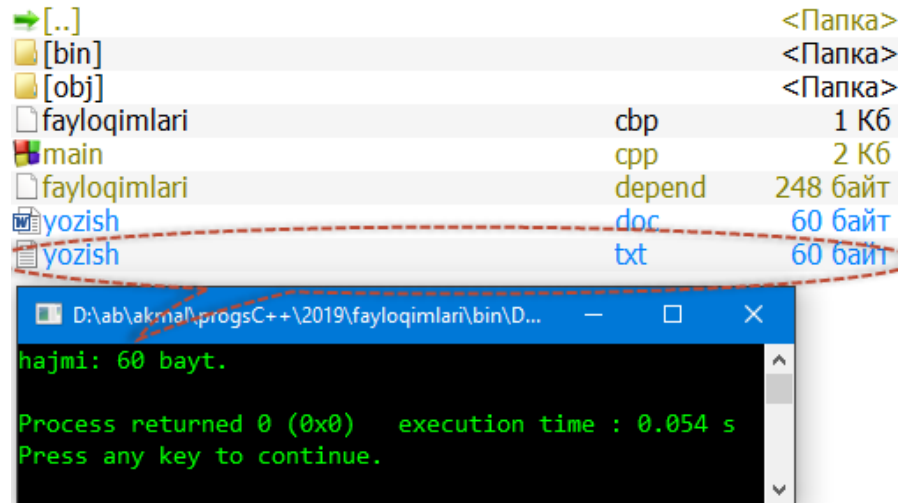 [..] <Папка>
[bin] <Папка>
[obj] <Папка>
fayloqimlari cbp 1 Кб
main cpp 2 Кб
fayloqimlari depend 248 байт
yozish doc 60 байт
yozish txt 60 байт
D:\ab\akmal\progsC++\2019\fayloqimlari\bin\D...
hajmi: 60 bayt.
Process returned 0 (0x0) execution time : 0.054 s
Press any key to continue.